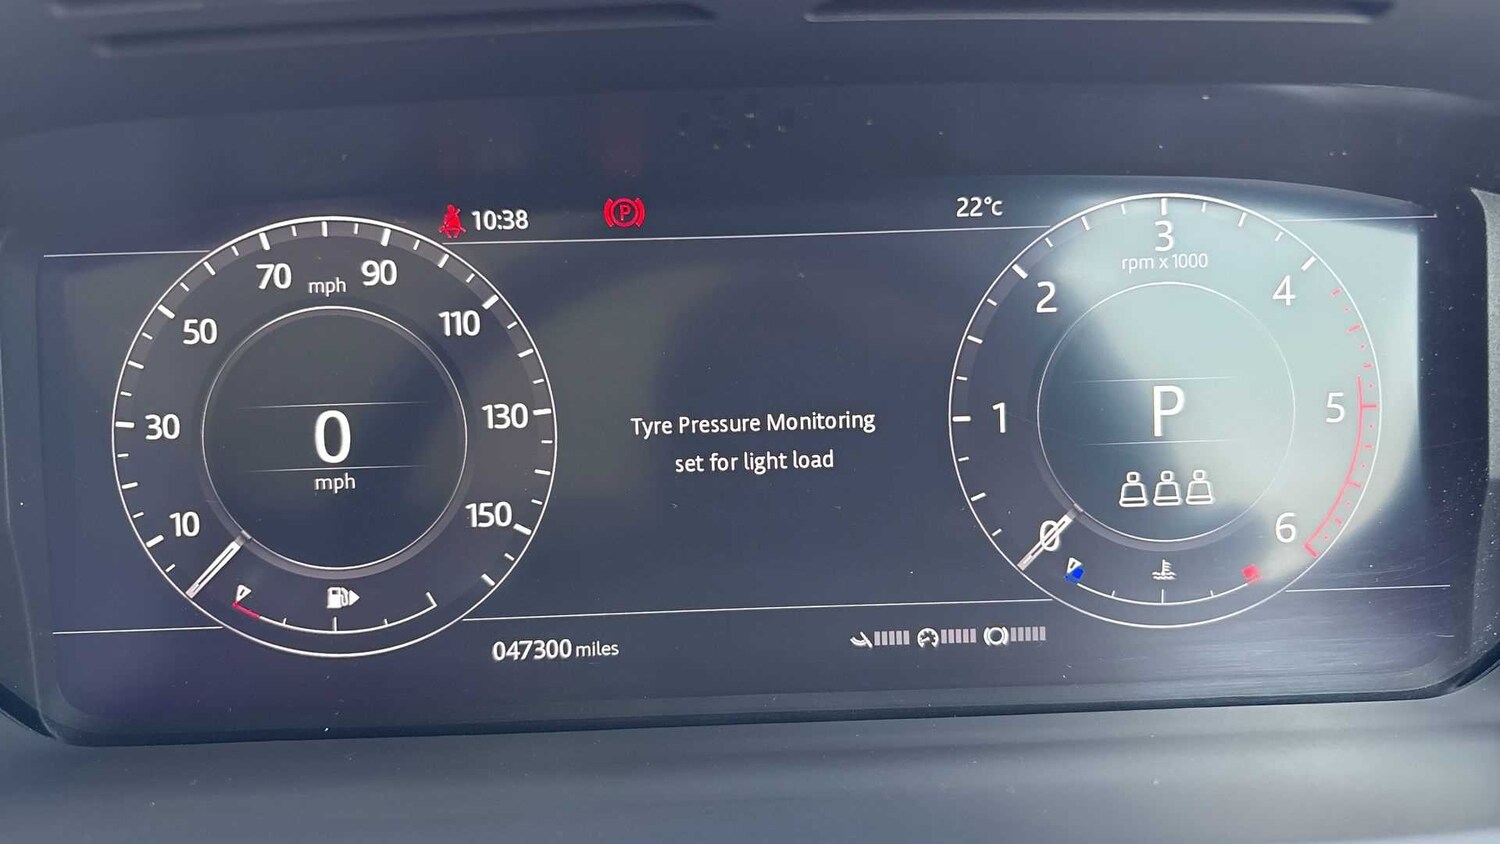 10:38
P
22°c
70 mph 90
50
110
30
130
10
150
0
mph
Tyre Pressure Monitoring
set for light load
3
rpm x 1000
2
4
1
5
0
6
P
047300 miles